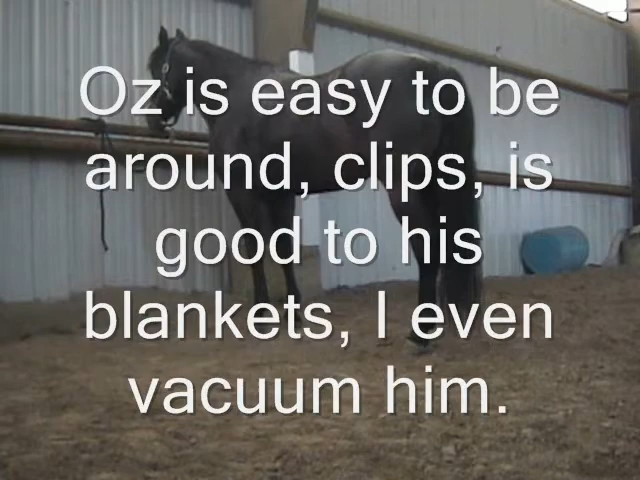 Oz is easy to be
around, clips, is
good to his
blankets, I even
vacuum him.